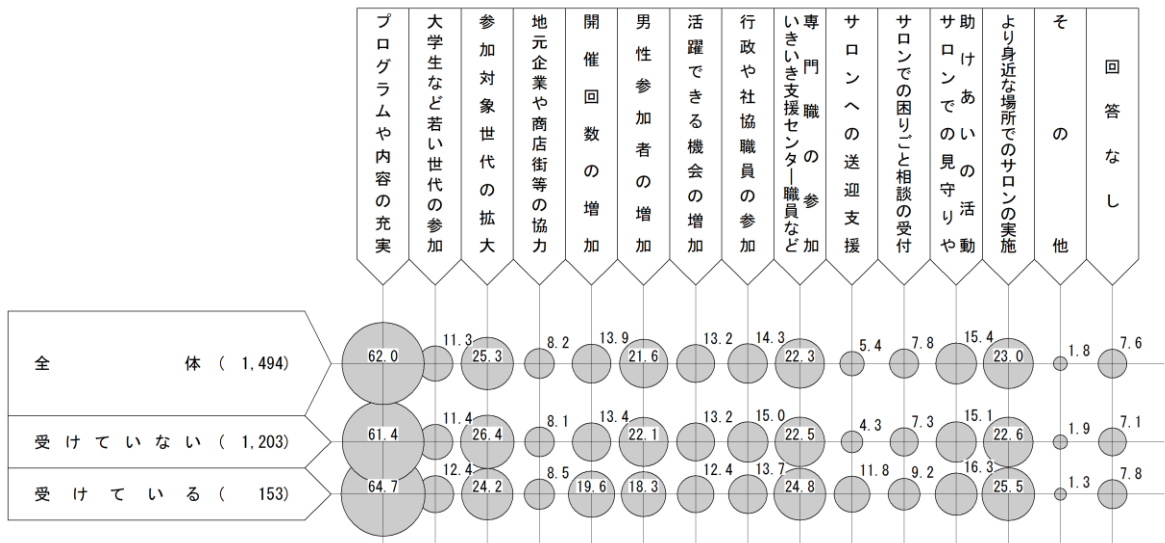 プログラムや内容の充実
大学生など若い世代の参加
参加対象世代の拡大
地元企業や商店街等の協力
開催回数の増加
男性参加者の増加
活躍できる機会の増加
行政や社協職員の参加
専門職の参加
いきいき支援センター職員など
サロンへの送迎支援
サロンでの困りごと相談の受付
助けあいの活動
サロンでの見守りや
より身近な場所でのサロンの実施
その他
回答なし
全体 ( 1,494) 62.0 11.3 25.3 8.2 13.9 21.6 13.2 14.3 22.3 5.4 7.8 15.4 23.0 1.8 7.6
受けていない (1,203) 61.4 11.4 26.4 8.1 13.4 22.1 13.2 15.0 22.5 4.3 7.3 15.1 22.6 1.9 7.1
受けている ( 153) 64.7 12.4 24.2 8.5 19.6 18.3 12.4 13.7 24.8 11.8 9.2 16.3 25.5 1.3 7.8